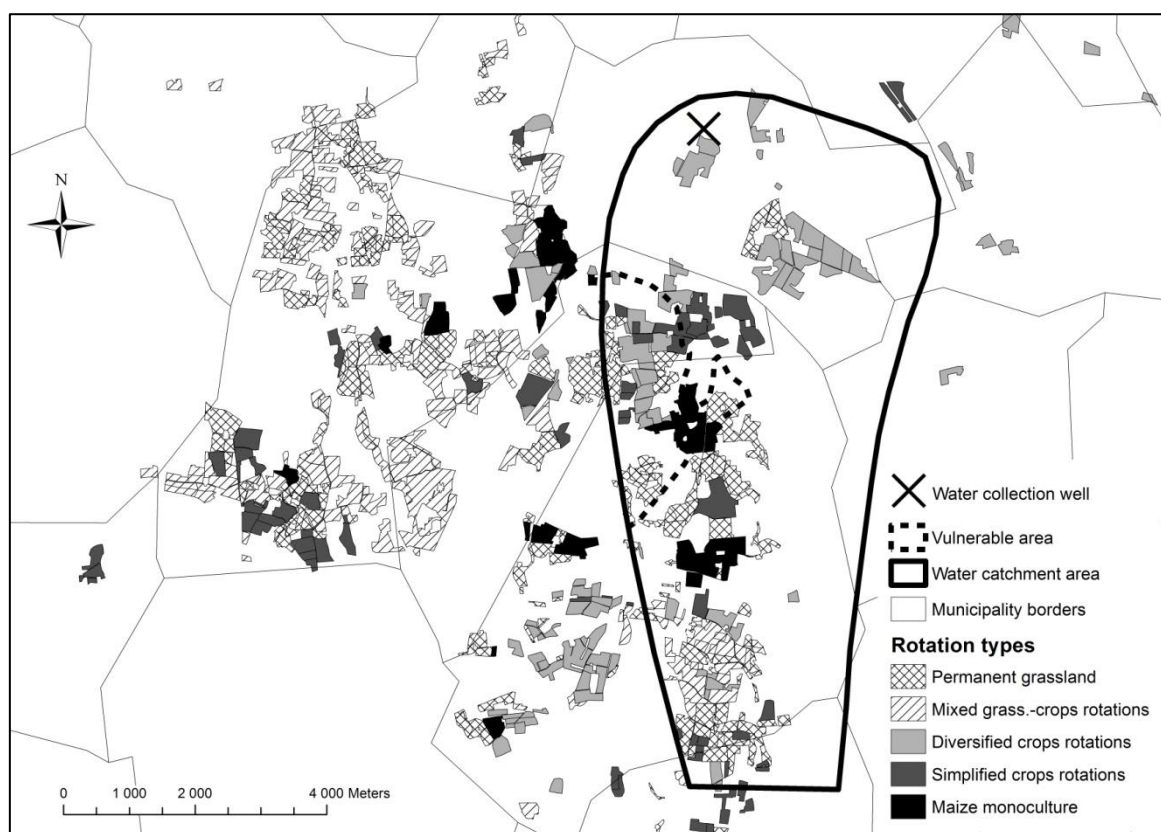 N
Water collection well
Vulnerable area
Water catchment area
Municipality borders
Rotation types
Permanent grassland
Mixed grass.-crops rotations
Diversified crops rotations
Simplified crops rotations
Maize monoculture
0 1 000 2 000 4 000 Meters